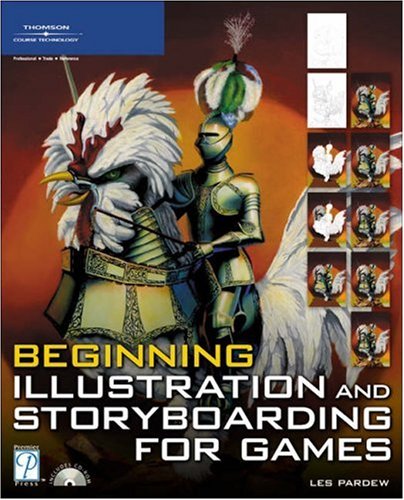 THOMSON
COURSE TECHNOLOGY
Professional ■ Trade ■ Reference
BEGINNING
ILLUSTRATION AND
STORYBOARDING
FOR GAMES
Premier
P
Press
INCLUDES CD-ROM
LES PARDEW